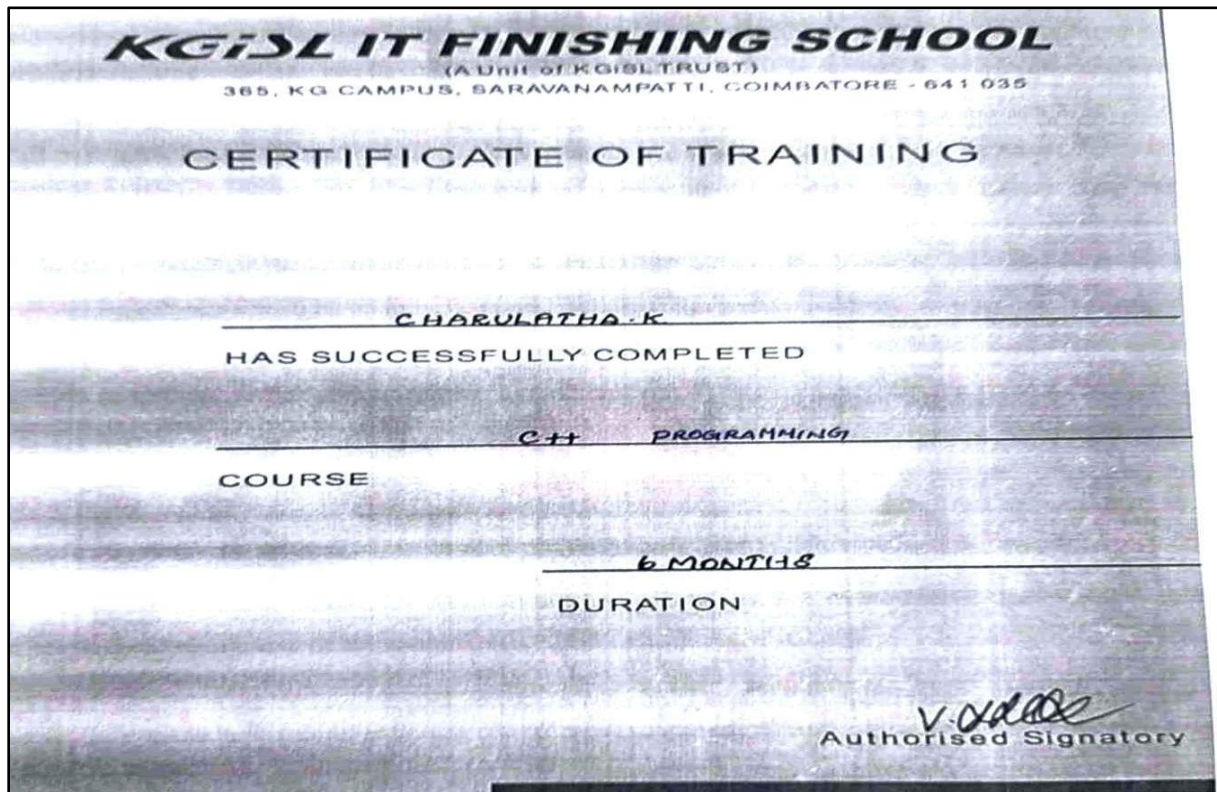 KGiSL IT FINISHING SCHOOL
(A Unit of KGISL TRUST)
365, KG CAMPUS, SARAVANAMPATTI, COIMBATORE - 641 035
CERTIFICATE OF TRAINING
CHARULATHA.K
HAS SUCCESSFULLY COMPLETED
C++ PROGRAMMING
COURSE
6 MONTHS
DURATION
Authorised Signatory